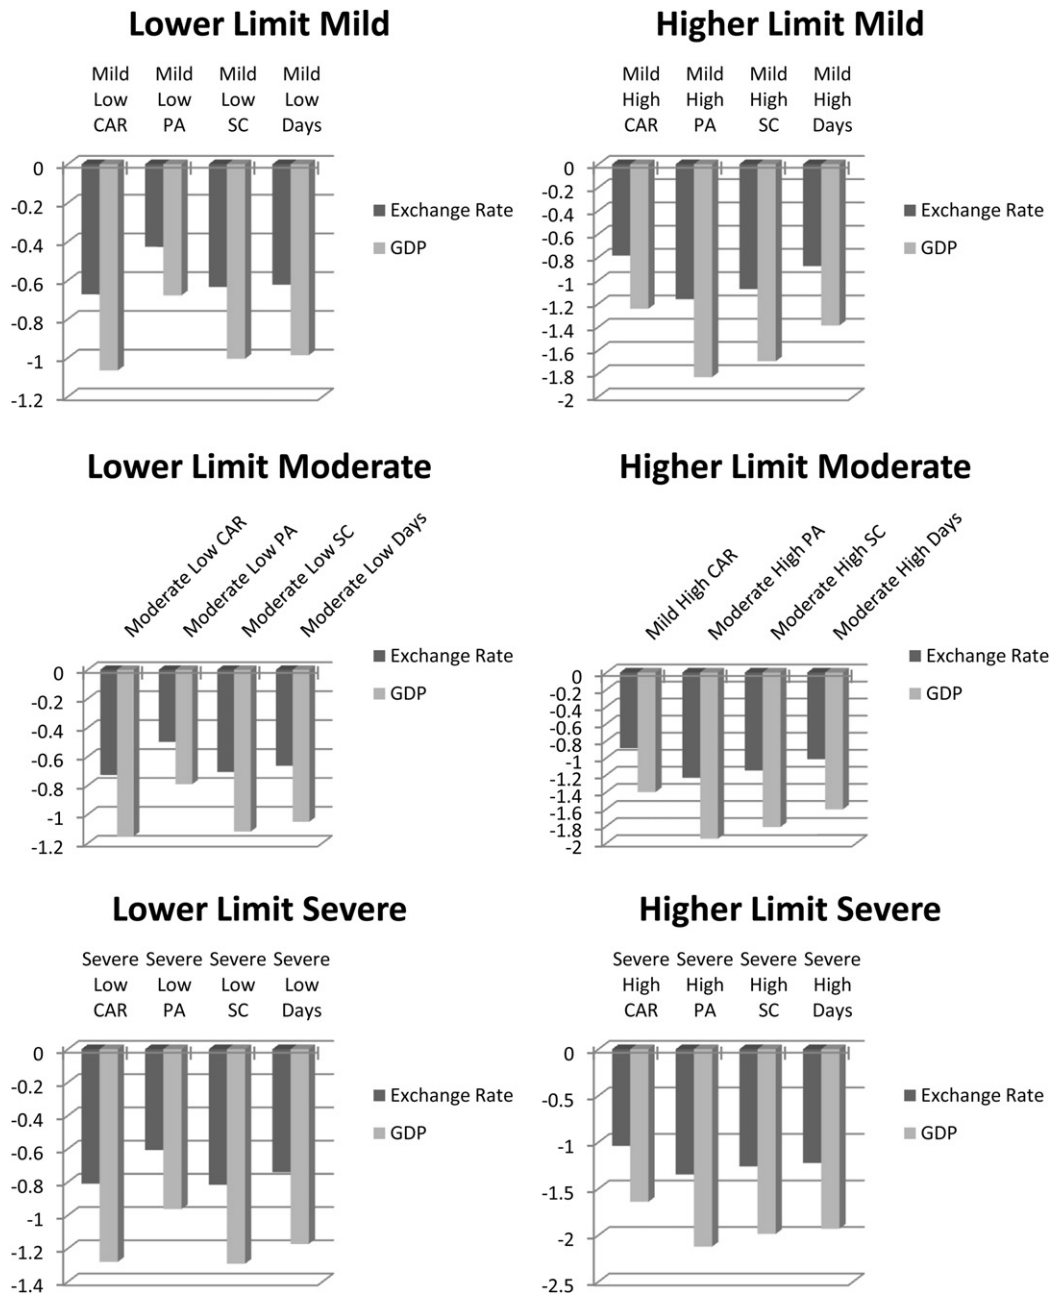 Lower Limit Mild
Mild Mild Mild Mild
Low Low Low Low
CAR PA SC Days
0
-0.2
-0.4
-0.6
-0.8
-1
-1.2
Exchange Rate
GDP
Higher Limit Mild
Mild Mild Mild Mild
High High High High
CAR PA SC Days
0
-0.2
-0.4
-0.6
-0.8
-1
-1.2
-1.4
-1.6
-1.8
-2
Exchange Rate
GDP
Lower Limit Moderate
Moderate Low CAR
Moderate Low PA
Moderate Low SC
Moderate Low Days
0
-0.2
-0.4
-0.6
-0.8
-1
-1.2
Exchange Rate
GDP
Higher Limit Moderate
Mild High CAR
Moderate High PA
Moderate High SC
Moderate High Days
0
-0.2
-0.4
-0.6
-0.8
-1
-1.2
-1.4
-1.6
-1.8
-2
Exchange Rate
GDP
Lower Limit Severe
Severe Severe Severe Severe
Low Low Low Low
CAR PA SC Days
0
-0.2
-0.4
-0.6
-0.8
-1
-1.2
-1.4
Exchange Rate
GDP
Higher Limit Severe
Severe Severe Severe Severe
High High High High
CAR PA SC Days
0
-0.5
-1
-1.5
-2
-2.5
Exchange Rate
GDP